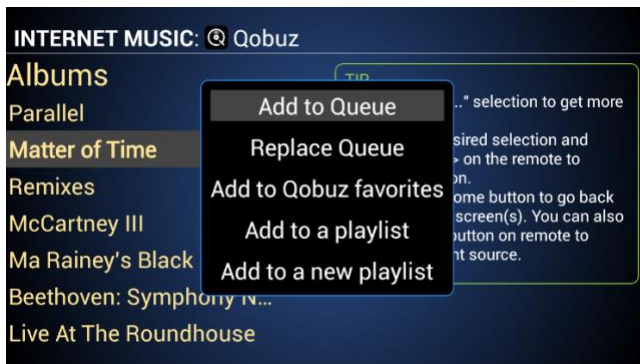 INTERNET MUSIC: Qobuz
Albums
Parallel
Matter of Time
Remixes
McCartney III
Ma Rainey's Black
Beethoven: Symphony N...
Live At The Roundhouse
Add to Queue
Replace Queue
Add to Qobuz favorites
Add to a playlist
Add to a new playlist
TIP
..." selection to get more
sired selection and
> on the remote to
on.
ome button to go back
screen(s). You can also
utton on remote to
nt source.